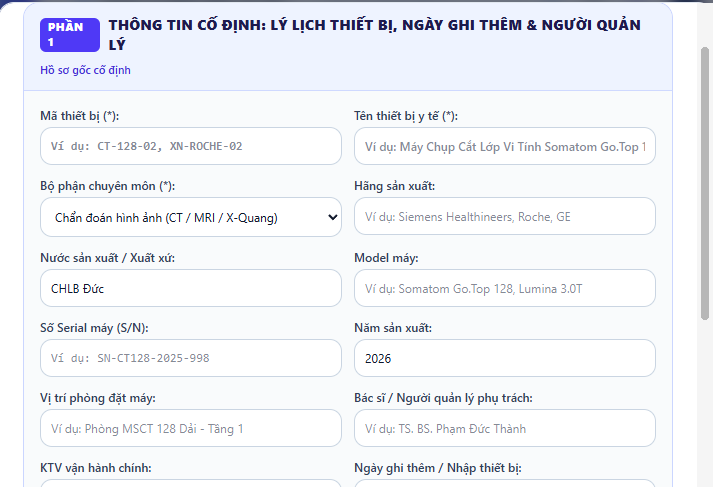 PHẦN 1
THÔNG TIN CỐ ĐỊNH: LÝ LỊCH THIẾT BỊ, NGÀY GHI THÊM & NGƯỜI QUẢN
LÝ
Hồ sơ gốc cố định
Mã thiết bị (*):
Ví dụ: CT-128-02, XN-ROCHE-02
Tên thiết bị y tế (*):
Ví dụ: Máy Chụp Cắt Lớp Vi Tính Somatom Go.Top 1
Bộ phận chuyên môn (*):
Chẩn đoán hình ảnh (CT / MRI / X-Quang)
Hãng sản xuất:
Ví dụ: Siemens Healthineers, Roche, GE
Nước sản xuất / Xuất xứ:
CHLB Đức
Model máy:
Ví dụ: Somatom Go.Top 128, Lumina 3.0T
Số Serial máy (S/N):
Ví dụ: SN-CT128-2025-998
Năm sản xuất:
2026
Vị trí phòng đặt máy:
Ví dụ: Phòng MSCT 128 Dải - Tầng 1
Bác sĩ / Người quản lý phụ trách:
Ví dụ: TS. BS. Phạm Đức Thành
KTV vận hành chính:
Ngày ghi thêm / Nhập thiết bị: